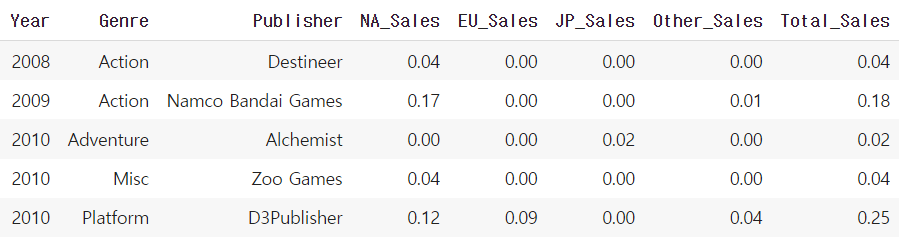 Year Genre Publisher NA_Sales EU_Sales JP_Sales Other_Sales Total_Sales
2008 Action Destineer 0.04 0.00 0.00 0.00 0.04
2009 Action Namco Bandai Games 0.17 0.00 0.00 0.01 0.18
2010 Adventure Alchemist 0.00 0.00 0.02 0.00 0.02
2010 Misc Zoo Games 0.04 0.00 0.00 0.00 0.04
2010 Platform D3Publisher 0.12 0.09 0.00 0.04 0.25